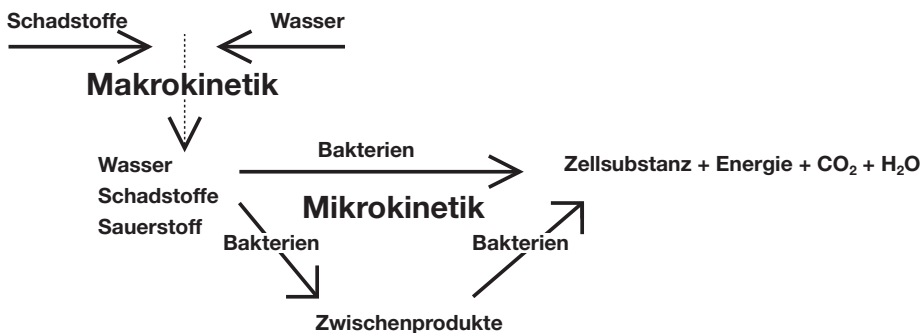 Schadstoffe
Wasser
Makrokinetik
Wasser
Schadstoffe
Sauerstoff
Bakterien
Zellsubstanz + Energie + CO₂ + H₂O
Mikrokinetik
Bakterien
Bakterien
Zwischenprodukte